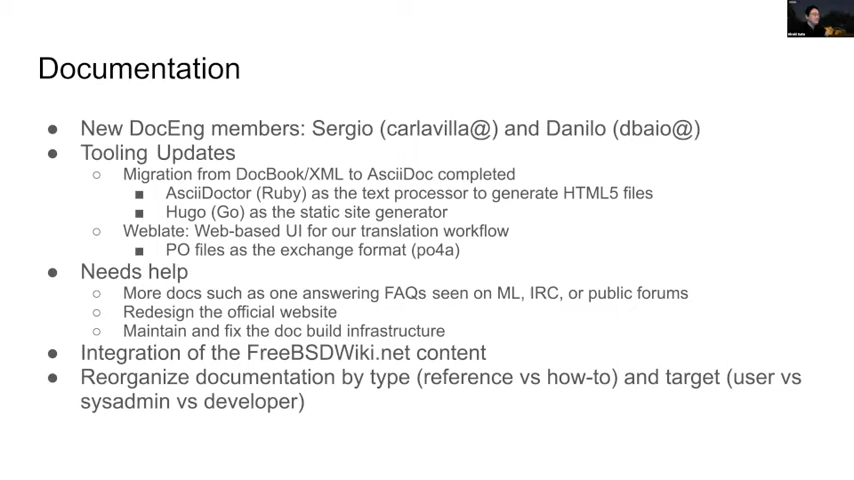 Documentation
● New DocEng members: Sergio (carlavilla@) and Danilo (dbaio@)
● Tooling Updates
○ Migration from DocBook/XML to AsciiDoc completed
■ AsciiDoctor (Ruby) as the text processor to generate HTML5 files
■ Hugo (Go) as the static site generator
○ Weblate: Web-based UI for our translation workflow
■ PO files as the exchange format (po4a)
● Needs help
○ More docs such as one answering FAQs seen on ML, IRC, or public forums
○ Redesign the official website
○ Maintain and fix the doc build infrastructure
● Integration of the FreeBSDWiki.net content
● Reorganize documentation by type (reference vs how-to) and target (user vs
sysadmin vs developer)